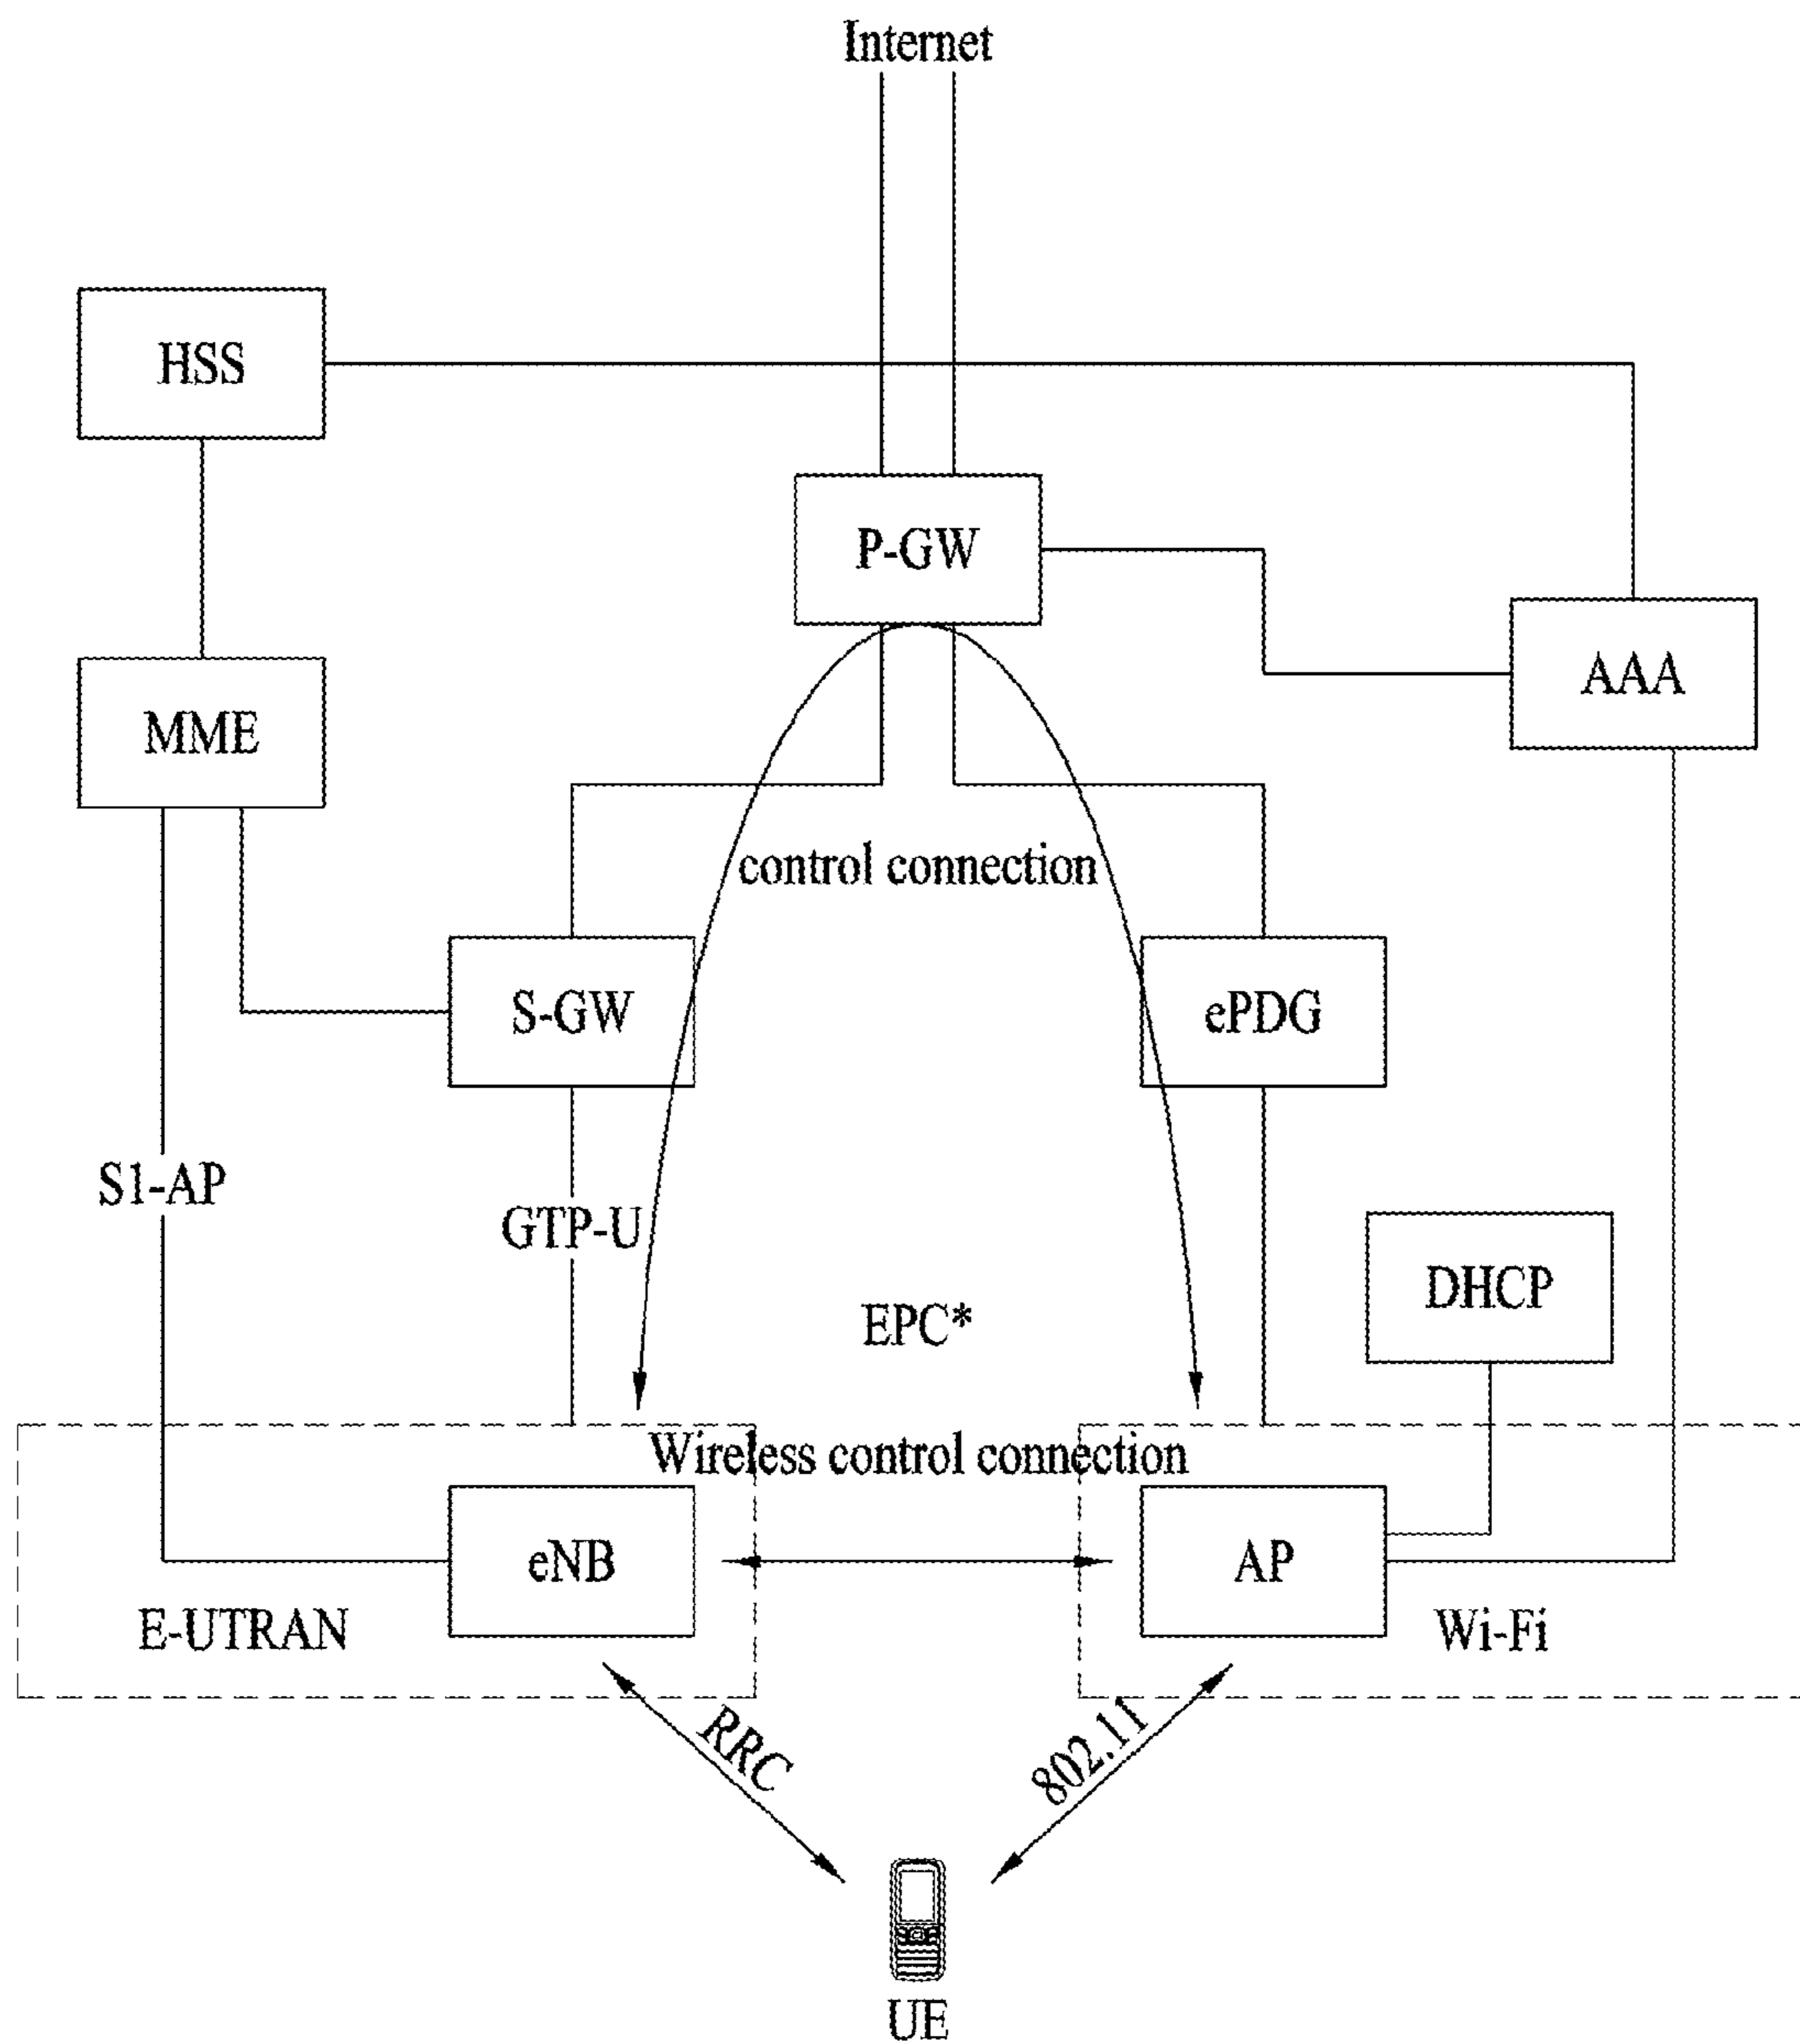 Internet
HSS
P-GW
AAA
MME
control connection
S-GW
ePDG
S1-AP
GTP-U
DHCP
EPC*
Wireless control connection
eNB
AP
E-UTRAN
Wi-Fi
RRC
802.11
UE